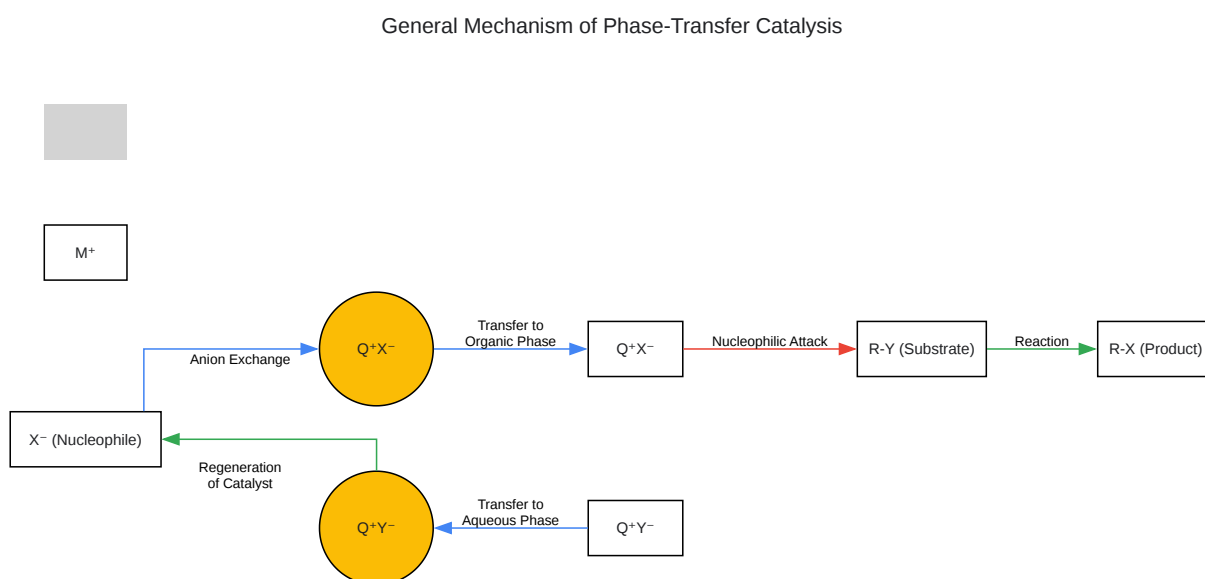 General Mechanism of Phase-Transfer Catalysis
M⁺
Q⁺X⁻
Transfer to
Organic Phase
Q⁺X⁻
Nucleophilic Attack
R-Y (Substrate)
Reaction
R-X (Product)
Anion Exchange
X⁻ (Nucleophile)
Regeneration
of Catalyst
Q⁺Y⁻
Transfer to
Aqueous Phase
Q⁺Y⁻